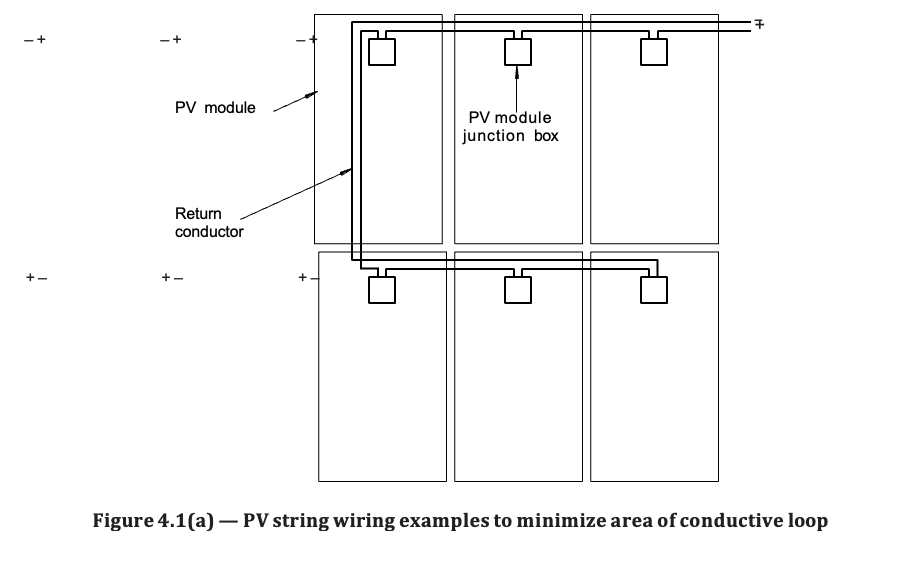 – + – + – +
PV module
PV module
junction box
Return
conductor
+ – + – + –
Figure 4.1(a) — PV string wiring examples to minimize area of conductive loop